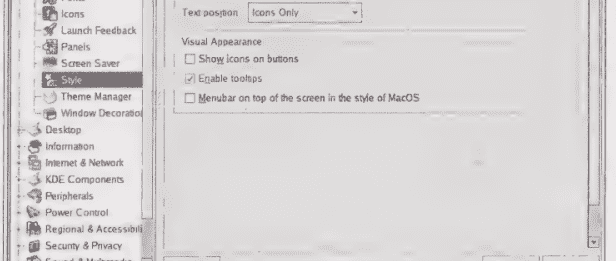 Icons
Launch Feedback
Panels
Screen Saver
Style
Theme Manager
Window Decoratio
Desktop
Information
Internet & Network
KDE Components
Peripherals
Power Control
Regional & Accessibili
Security & Privacy
Text position Icons Only
Visual Appearance
Show icons on buttons
Enable tooltips
Menubar on top of the screen in the style of MacOS